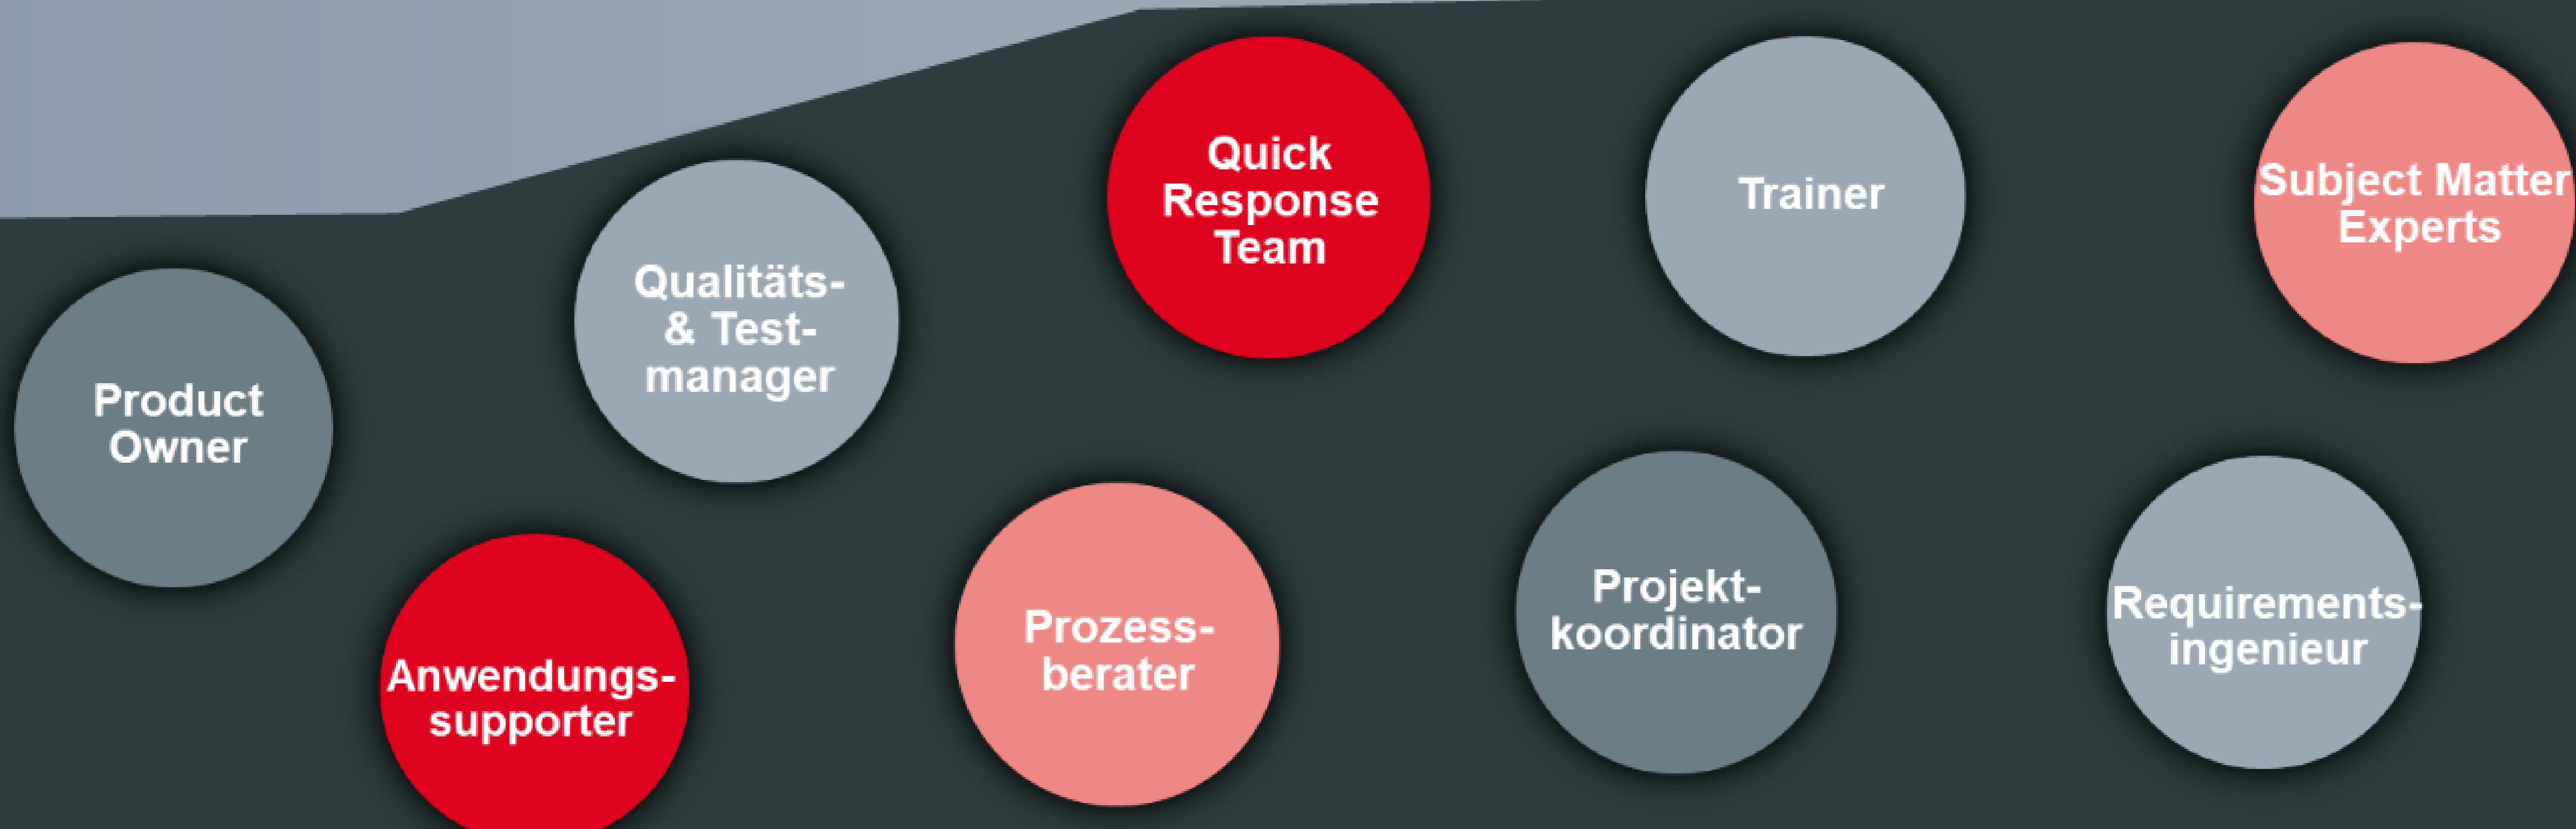 Product
Owner
Qualitäts-
& Test-
manager
Quick
Response
Team
Trainer
Subject Matter
Experts
Anwendungs-
supporter
Prozess-
berater
Projekt-
koordinator
Requirements-
ingenieur